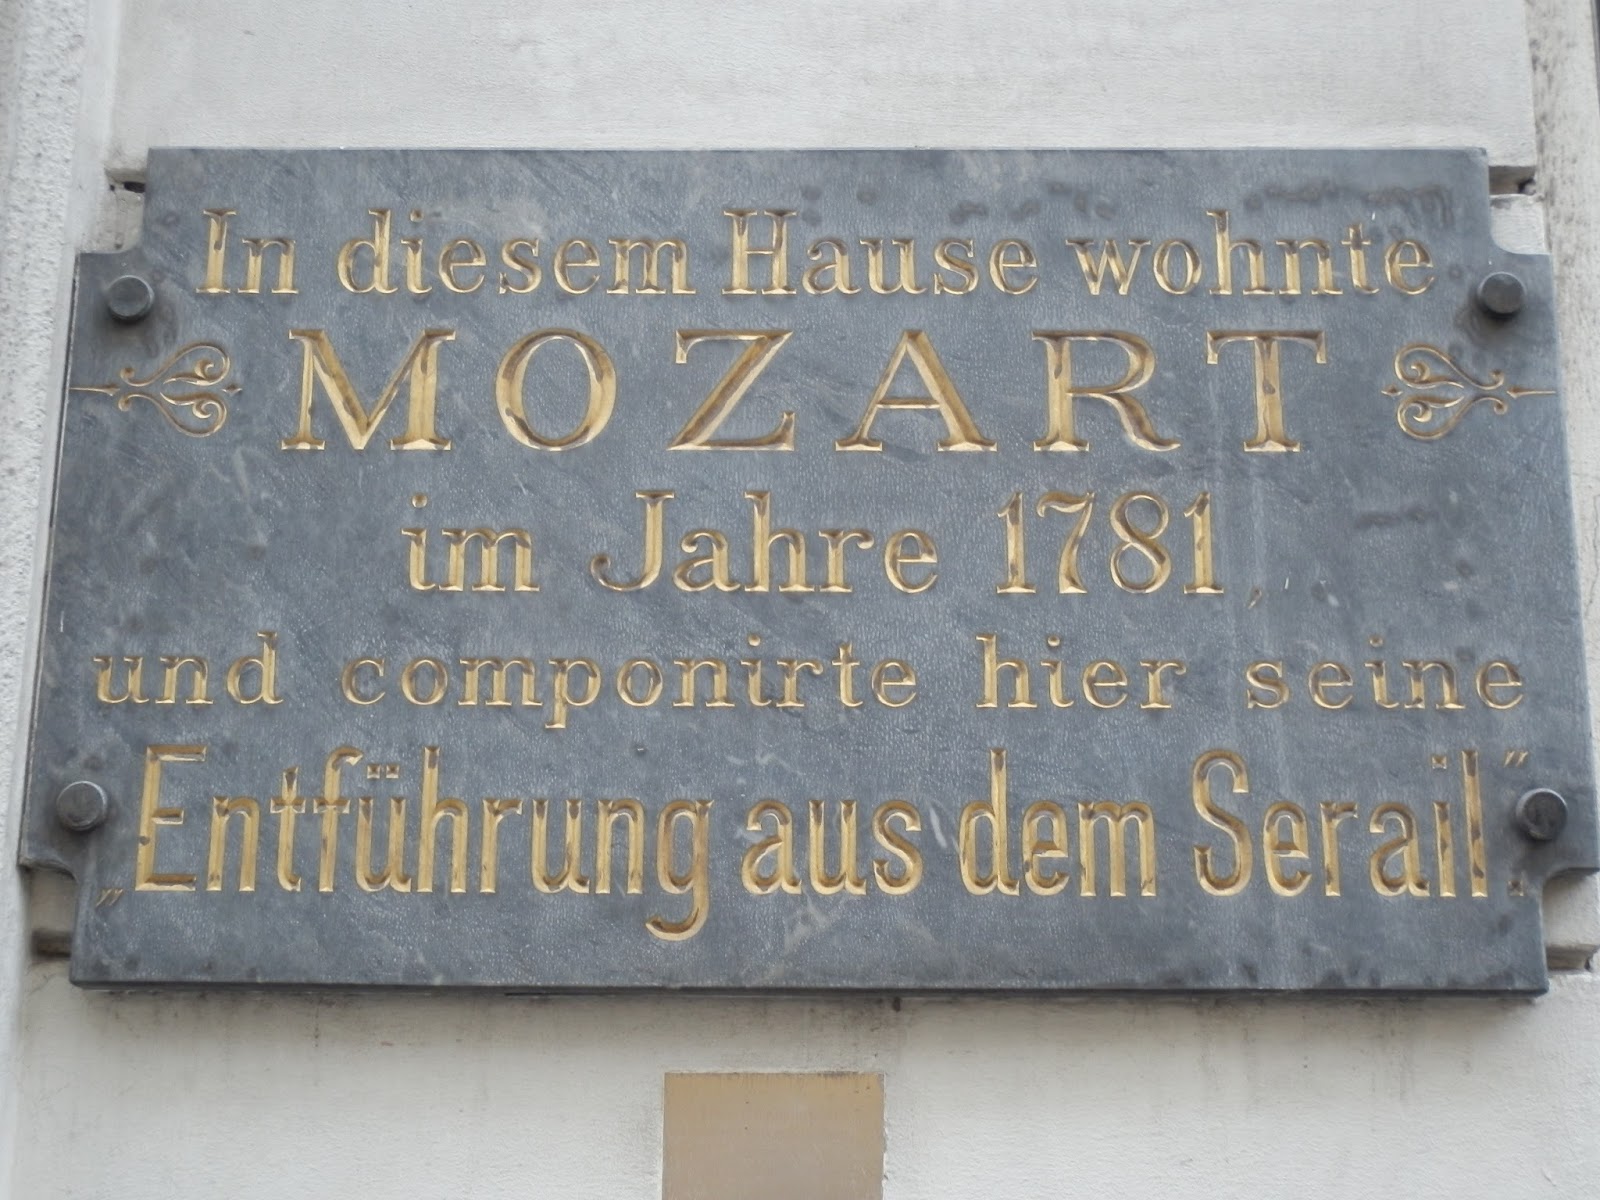 In diesem Hause wohnte
MOZART
im Jahre 1781,
und componirte hier seine
„Entführung aus dem Serail”.